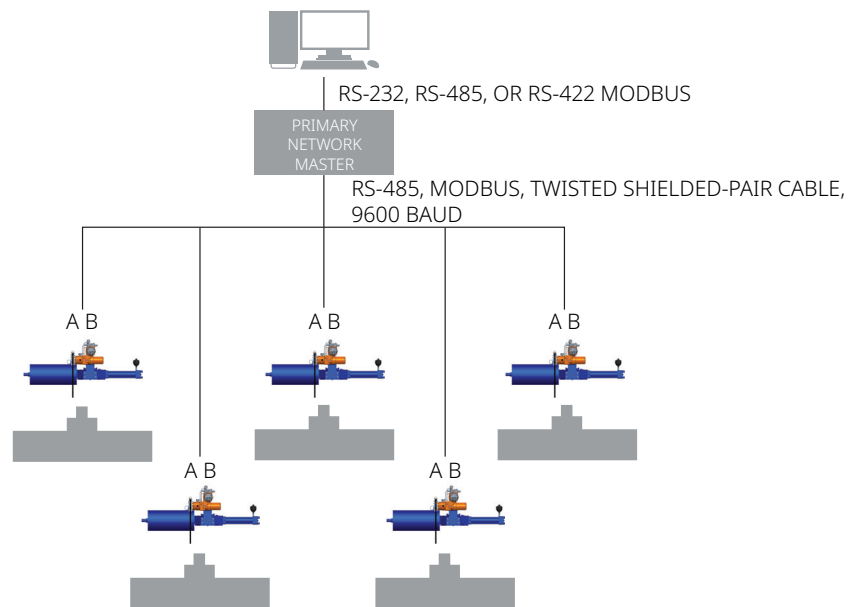 RS-232, RS-485, OR RS-422 MODBUS
PRIMARY
NETWORK
MASTER
RS-485, MODBUS, TWISTED SHIELDED-PAIR CABLE,
9600 BAUD
A B
A B
A B
A B
A B